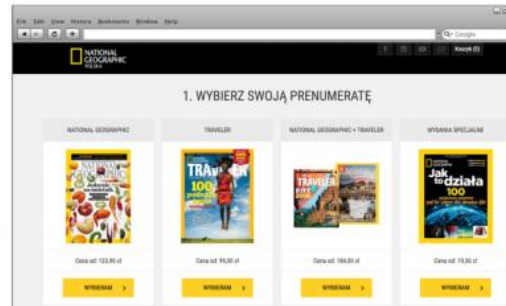 File Edit View History Bookmarks Window Help
Google
NATIONAL
GEOGRAPHIC
POLSKA
Koszyk (0)
1. WYBIERZ SWOJĄ PRENUMERATĘ
NATIONAL GEOGRAPHIC TRAVELER NATIONAL GEOGRAPHIC + TRAVELER WYDANIA SPECJALNE
TRAVELER
100
TRAVELER
Jak
to działa
100
Cena od: 123,90 zł Cena od: 99,00 zł Cena od: 194,00 zł Cena od: 19,50 zł
WYBIERAM > WYBIERAM > WYBIERAM > WYBIERAM >